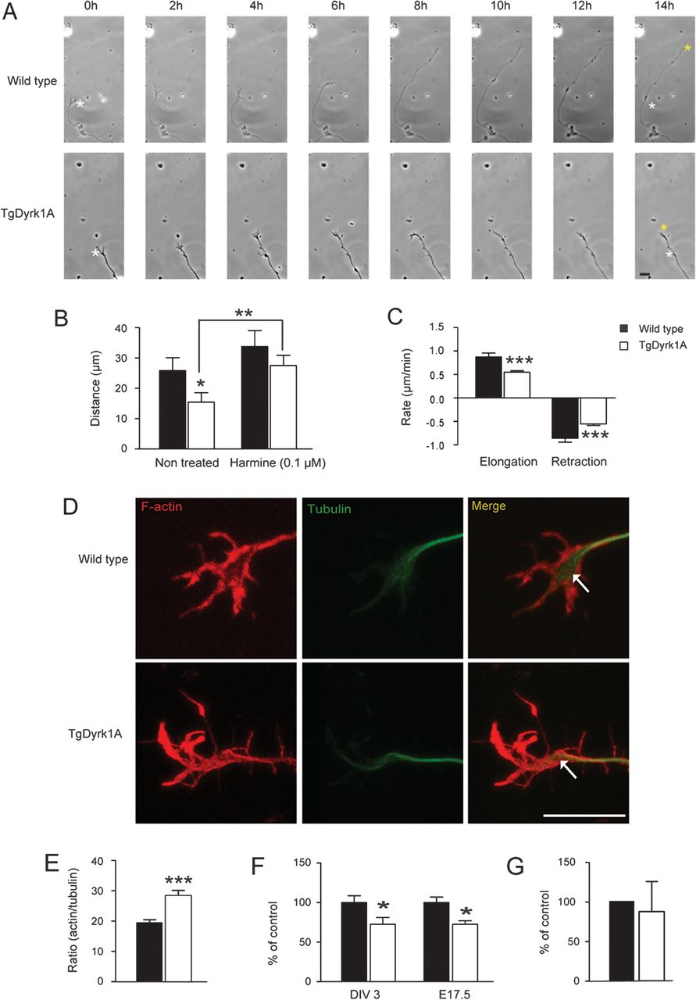 A
0h 2h 4h 6h 8h 10h 12h 14h
Wild type
* * *
TgDyrk1A
* * *
B
**
40
30
20
10
0
Distance (µm)
*
Non treated Harmine (0.1 µM)
C
1.5
1.0
0.5
0.0
-0.5
-1.0
Rate (µm/min)
***
***
Elongation Retraction
Wild type
TgDyrk1A
D
F-actin Tubulin Merge
Wild type
TgDyrk1A
E
40
30
20
10
0
Ratio (actin/tubulin)
***
F
150
100
50
0
% of control
* *
DIV 3 E17.5
G
150
100
50
0
% of control